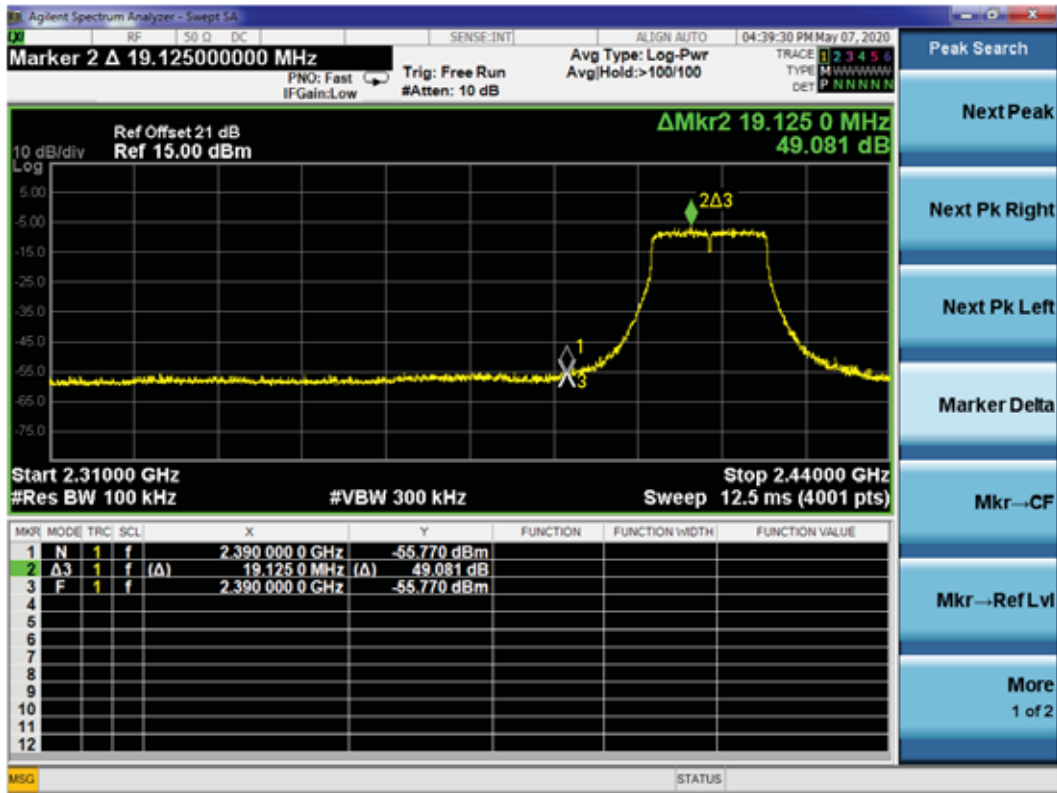 Agilent Spectrum Analyzer - Swept SA
RF 50 Ω DC SENSE:INT ALIGN AUTO 04:39:30 PM May 07, 2020
Marker 2 Δ 19.125000000 MHz
PNO: Fast
IFGain:Low
Trig: Free Run
#Atten: 10 dB
Avg Type: Log-Pwr
Avg|Hold:>100/100
TRACE 1 2 3 4 5 6
TYPE M WWWWW
DET P N N N N N
ΔMkr2 19.125 0 MHz
49.081 dB
Ref Offset 21 dB
10 dB/div Ref 15.00 dBm
Log
5.00
-5.00
-15.0
-25.0
-35.0
-45.0
-55.0
-65.0
-75.0
2Δ3
1
3
Start 2.31000 GHz Stop 2.44000 GHz
#Res BW 100 kHz #VBW 300 kHz Sweep 12.5 ms (4001 pts)
MKR MODE TRC SCL X Y FUNCTION FUNCTION WIDTH FUNCTION VALUE
1 N 1 f 2.390 000 0 GHz -55.770 dBm
2 Δ3 1 f (Δ) 19.125 0 MHz (Δ) 49.081 dB
3 F 1 f 2.390 000 0 GHz -55.770 dBm
4
5
6
7
8
9
10
11
12
MSG STATUS
Peak Search
Next Peak
Next Pk Right
Next Pk Left
Marker Delta
Mkr→CF
Mkr→Ref Lvl
More
1 of 2